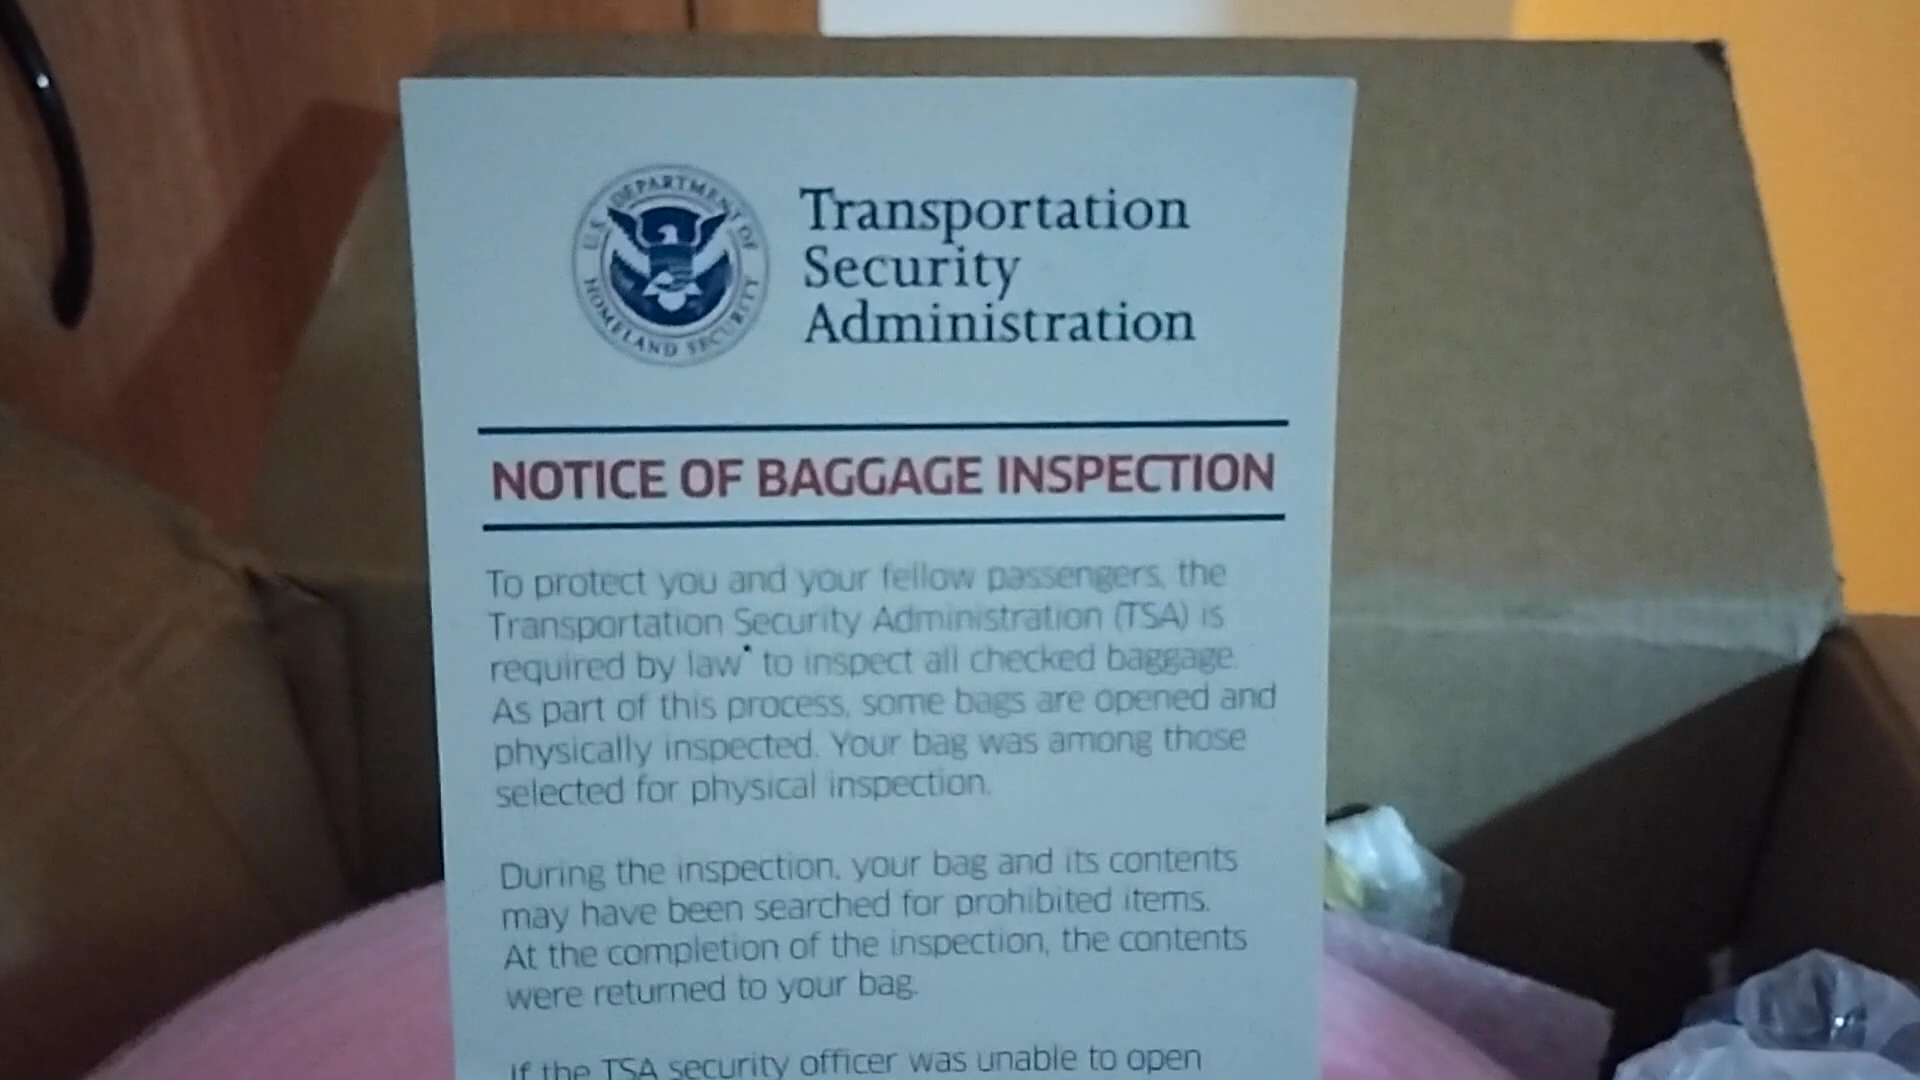 U.S. DEPARTMENT OF
HOMELAND SECURITY
Transportation
Security
Administration
NOTICE OF BAGGAGE INSPECTION
To protect you and your fellow passengers, the
Transportation Security Administration (TSA) is
required by law* to inspect all checked baggage.
As part of this process, some bags are opened and
physically inspected. Your bag was among those
selected for physical inspection.
During the inspection, your bag and its contents
may have been searched for prohibited items.
At the completion of the inspection, the contents
were returned to your bag.
If the TSA security officer was unable to open